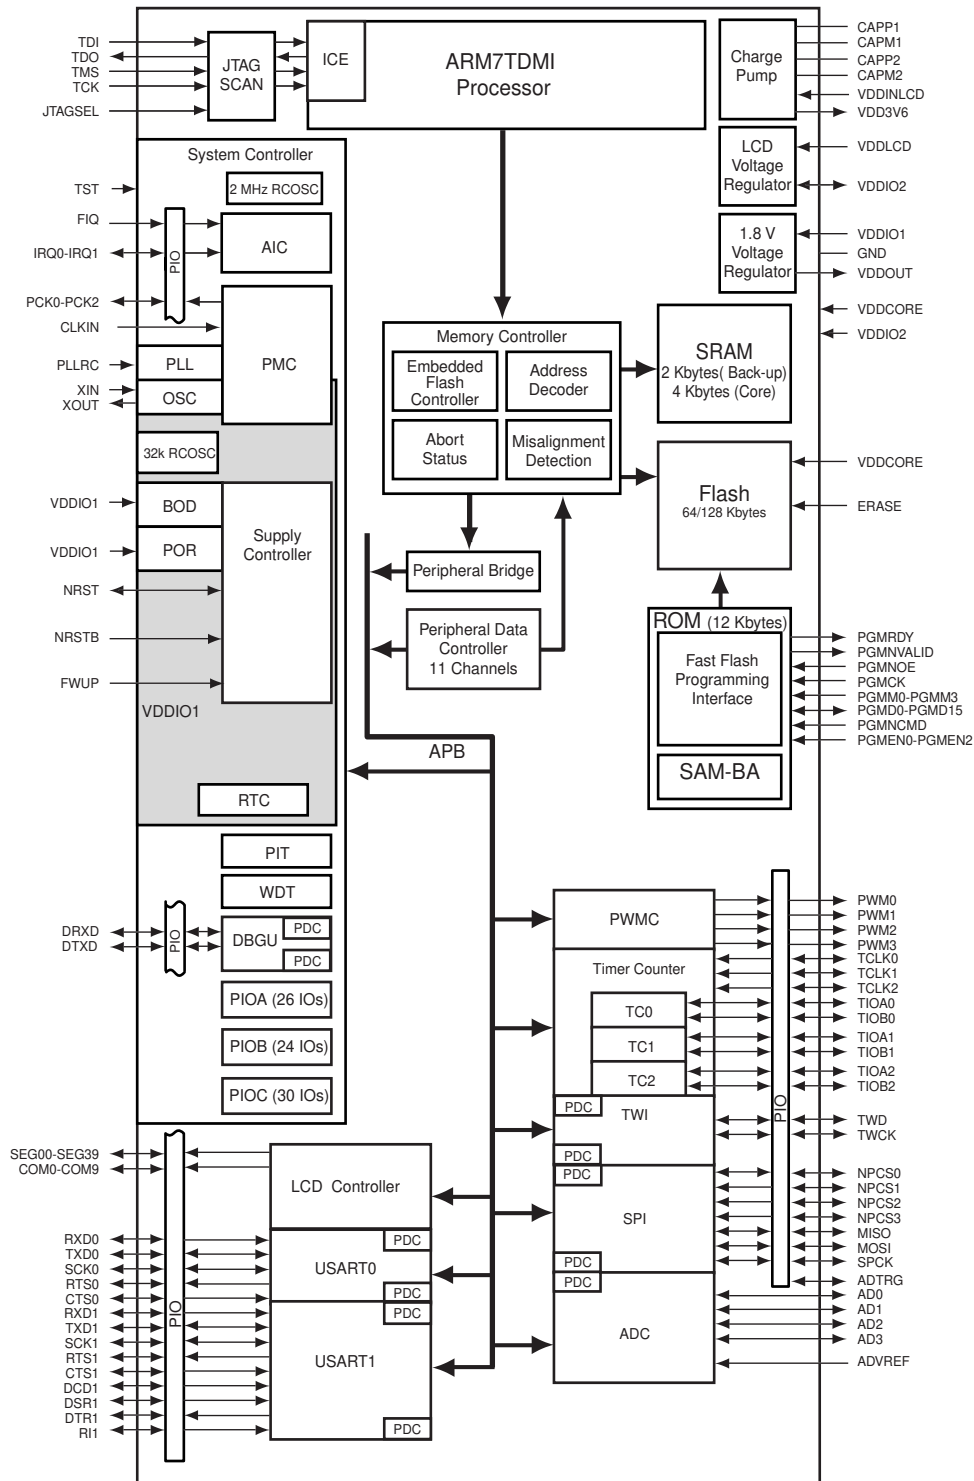 TDI
TDO
TMS
TCK
JTAGSEL
JTAG
SCAN
ICE
ARM7TDMI
Processor
Charge
Pump
CAPP1
CAPM1
CAPP2
CAPM2
VDDINLCD
VDD3V6
LCD
Voltage
Regulator
VDDLCD
VDDIO2
1.8 V
Voltage
Regulator
VDDIO1
GND
VDDOUT
VDDCORE
VDDIO2
System Controller
2 MHz RCOSC
TST
FIQ
IRQ0-IRQ1
PIO
AIC
PCK0-PCK2
CLKIN
PLLRC
XIN
XOUT
PLL
OSC
PMC
32k RCOSC
VDDIO1
BOD
VDDIO1
POR
Supply
Controller
NRST
NRSTB
FWUP
VDDIO1
RTC
Memory Controller
Embedded
Flash
Controller
Address
Decoder
Abort
Status
Misalignment
Detection
SRAM
2 Kbytes( Back-up)
4 Kbytes (Core)
Flash
64/128 Kbytes
VDDCORE
ERASE
Peripheral Bridge
Peripheral Data
Controller
11 Channels
ROM (12 Kbytes)
Fast Flash
Programming
Interface
SAM-BA
PGMRDY
PGMNVALID
PGMNOE
PGMCK
PGMM0-PGMM3
PGMD0-PGMD15
PGMNCMD
PGMEN0-PGMEN2
APB
PIT
WDT
DRXD
DTXD
PIO
DBGU
PDC
PDC
PIOA (26 IOs)
PIOB (24 IOs)
PIOC (30 IOs)
PWMC
Timer Counter
TC0
TC1
TC2
PDC
TWI
PDC
PDC
SPI
PDC
PDC
ADC
PIO
PWM0
PWM1
PWM2
PWM3
TCLK0
TCLK1
TCLK2
TIOA0
TIOB0
TIOA1
TIOB1
TIOA2
TIOB2
TWD
TWCK
NPCS0
NPCS1
NPCS2
NPCS3
MISO
MOSI
SPCK
ADTRG
AD0
AD1
AD2
AD3
ADVREF
SEG00-SEG39
COM0-COM9
LCD Controller
RXD0
TXD0
SCK0
RTS0
CTS0
RXD1
TXD1
SCK1
RTS1
CTS1
DCD1
DSR1
DTR1
RI1
PIO
PDC
USART0
PDC
PDC
USART1
PDC